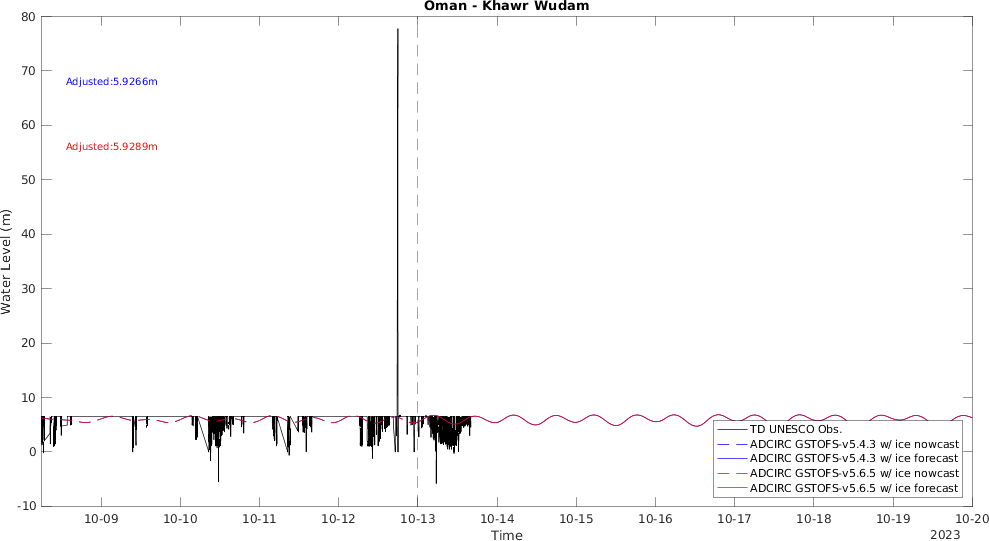 Oman - Khawr Wudam
80
70
60
50
40
30
20
10
0
-10
Water Level (m)
Adjusted:5.9266m
Adjusted:5.9289m
TD UNESCO Obs.
ADCIRC GSTOFS-v5.4.3 w/ ice nowcast
ADCIRC GSTOFS-v5.4.3 w/ ice forecast
ADCIRC GSTOFS-v5.6.5 w/ ice nowcast
ADCIRC GSTOFS-v5.6.5 w/ ice forecast
10-09 10-10 10-11 10-12 10-13 10-14 10-15 10-16 10-17 10-18 10-19 10-20
Time
2023